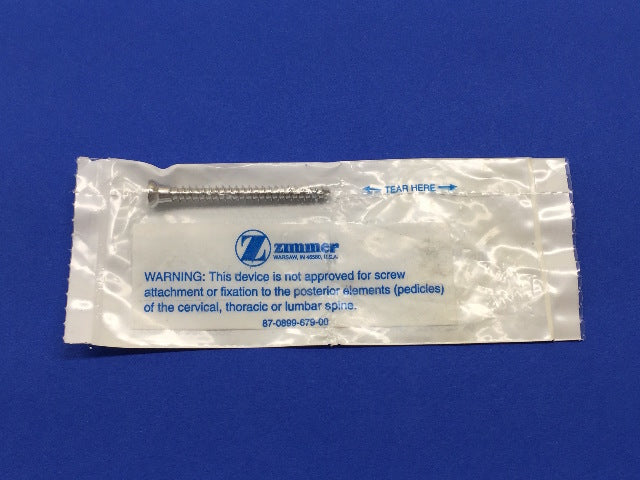 TEAR HERE
Z zimmer
WARSAW, IN 46580, U.S.A.
WARNING: This device is not approved for screw
attachment or fixation to the posterior elements (pedicles)
of the cervical, thoracic or lumbar spine.
87-0899-679-00